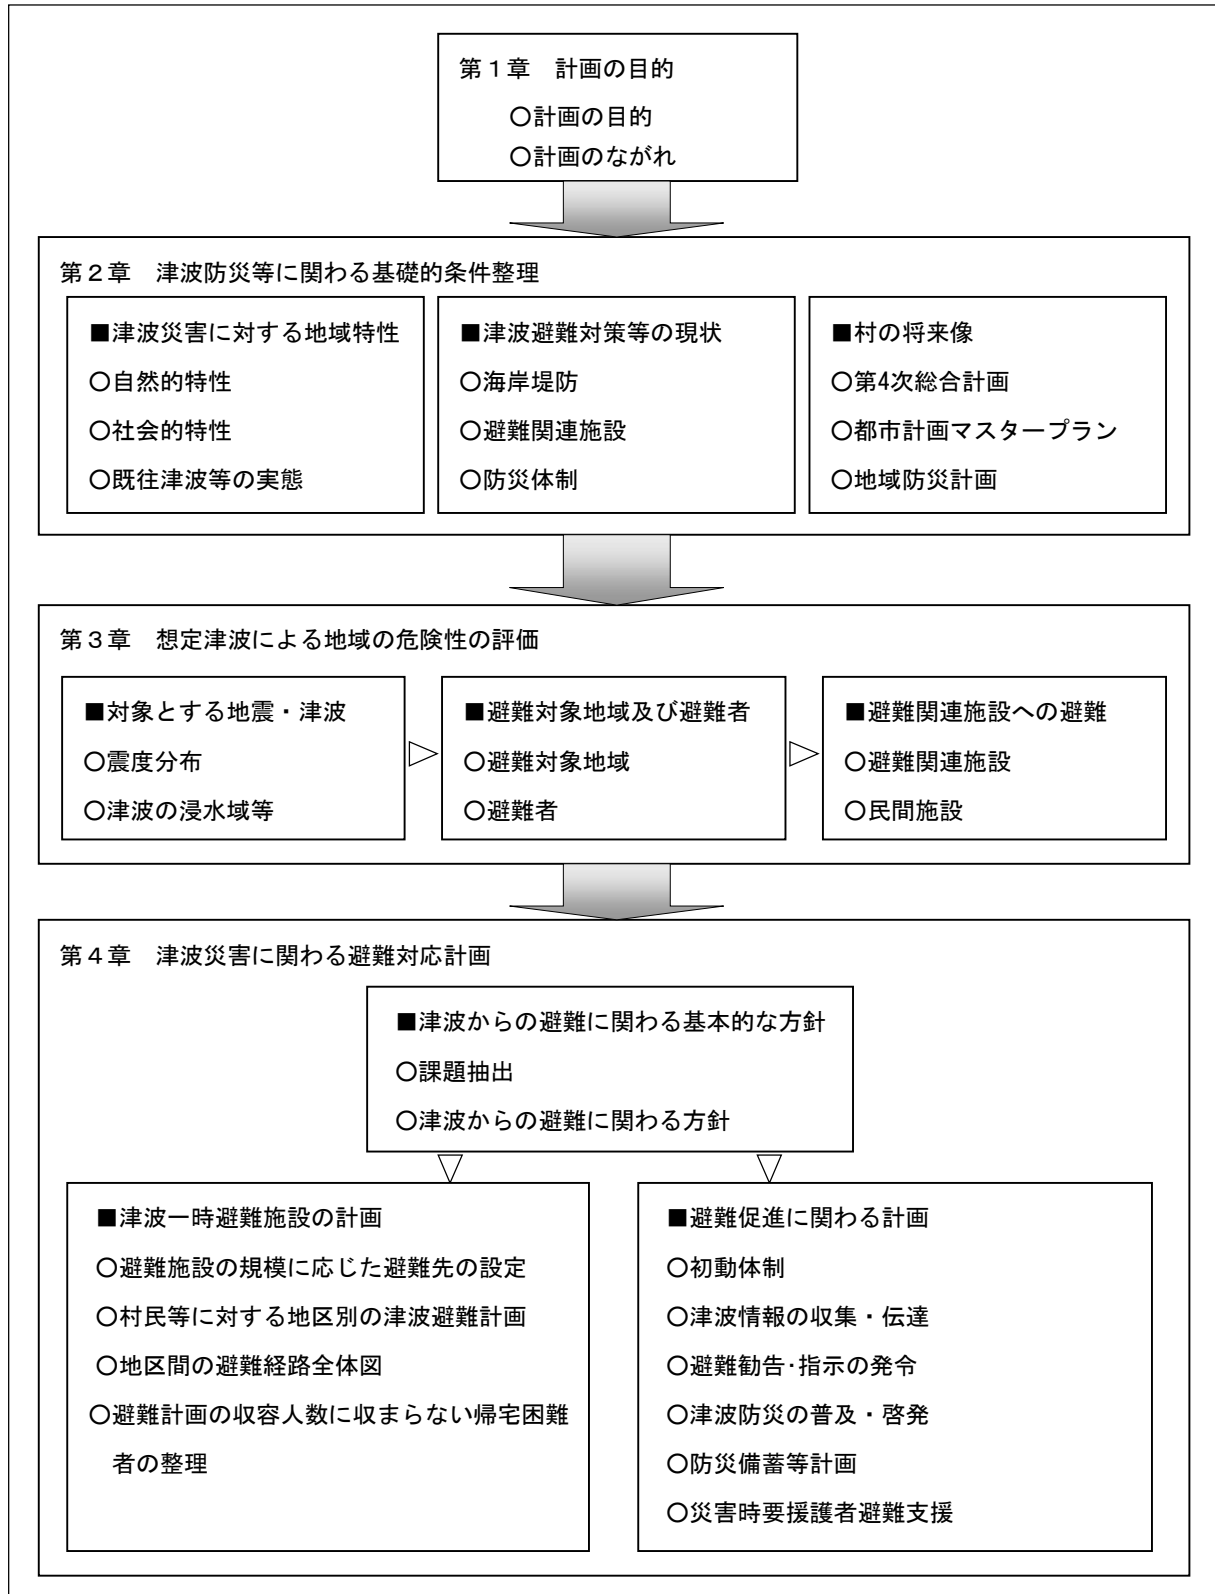 第1章　計画の目的
○計画の目的
○計画のながれ
第2章　津波防災等に関わる基礎的条件整理
■津波災害に対する地域特性
○自然的特性
○社会的特性
○既往津波等の実態
■津波避難対策等の現状
○海岸堤防
○避難関連施設
○防災体制
■村の将来像
○第4次総合計画
○都市計画マスタープラン
○地域防災計画
第3章　想定津波による地域の危険性の評価
■対象とする地震・津波
○震度分布
○津波の浸水域等
■避難対象地域及び避難者
○避難対象地域
○避難者
■避難関連施設への避難
○避難関連施設
○民間施設
第4章　津波災害に関わる避難対応計画
■津波からの避難に関わる基本的な方針
○課題抽出
○津波からの避難に関わる方針
■津波一時避難施設の計画
○避難施設の規模に応じた避難先の設定
○村民等に対する地区別の津波避難計画
○地区間の避難経路全体図
○避難計画の収容人数に収まらない帰宅困難
者の整理
■避難促進に関わる計画
○初動体制
○津波情報の収集・伝達
○避難勧告･指示の発令
○津波防災の普及・啓発
○防災備蓄等計画
○災害時要援護者避難支援